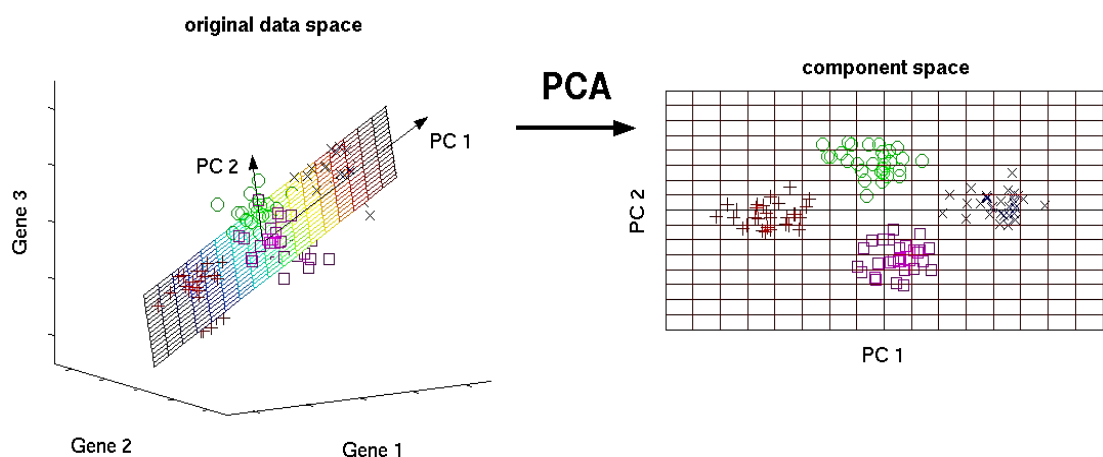 original data space
PCA
component space
PC 1
PC 2
Gene 3
PC 2
Gene 2
Gene 1
PC 1